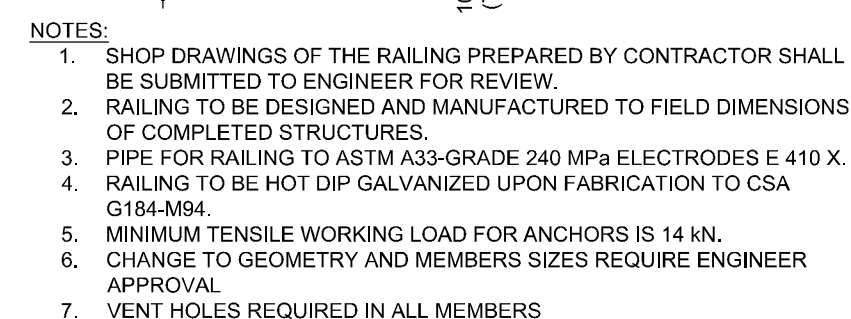 NOTES:
1. SHOP DRAWINGS OF THE RAILING PREPARED BY CONTRACTOR SHALL
BE SUBMITTED TO ENGINEER FOR REVIEW.
2. RAILING TO BE DESIGNED AND MANUFACTURED TO FIELD DIMENSIONS
OF COMPLETED STRUCTURES.
3. PIPE FOR RAILING TO ASTM A33-GRADE 240 MPa ELECTRODES E 410 X.
4. RAILING TO BE HOT DIP GALVANIZED UPON FABRICATION TO CSA
G184-M94.
5. MINIMUM TENSILE WORKING LOAD FOR ANCHORS IS 14 kN.
6. CHANGE TO GEOMETRY AND MEMBERS SIZES REQUIRE ENGINEER
APPROVAL
7. VENT HOLES REQUIRED IN ALL MEMBERS